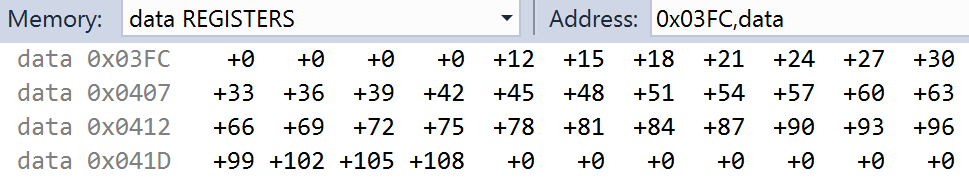 Memory: data REGISTERS Address: 0x03FC,data
data 0x03FC +0 +0 +0 +0 +12 +15 +18 +21 +24 +27 +30
data 0x0407 +33 +36 +39 +42 +45 +48 +51 +54 +57 +60 +63
data 0x0412 +66 +69 +72 +75 +78 +81 +84 +87 +90 +93 +96
data 0x041D +99 +102 +105 +108 +0 +0 +0 +0 +0 +0 +0